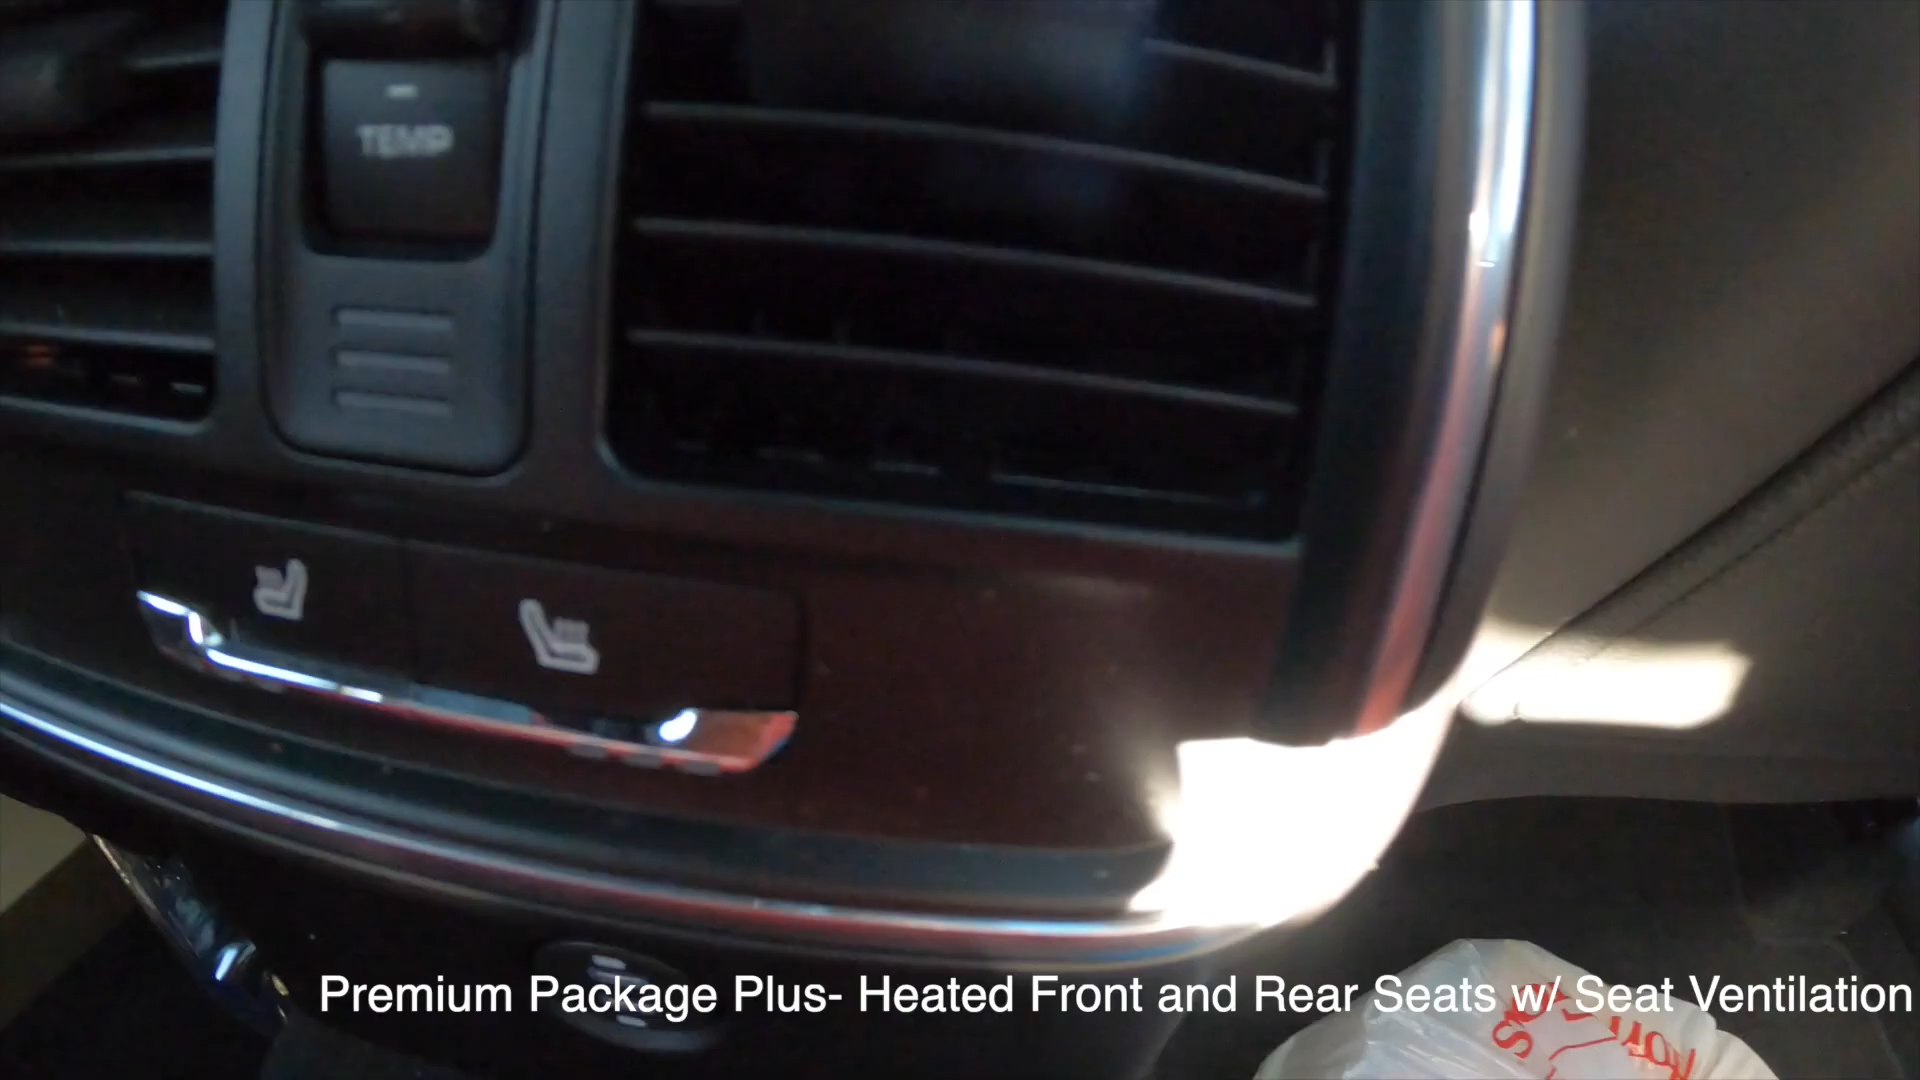 TEMP
Premium Package Plus- Heated Front and Rear Seats w/ Seat Ventilation